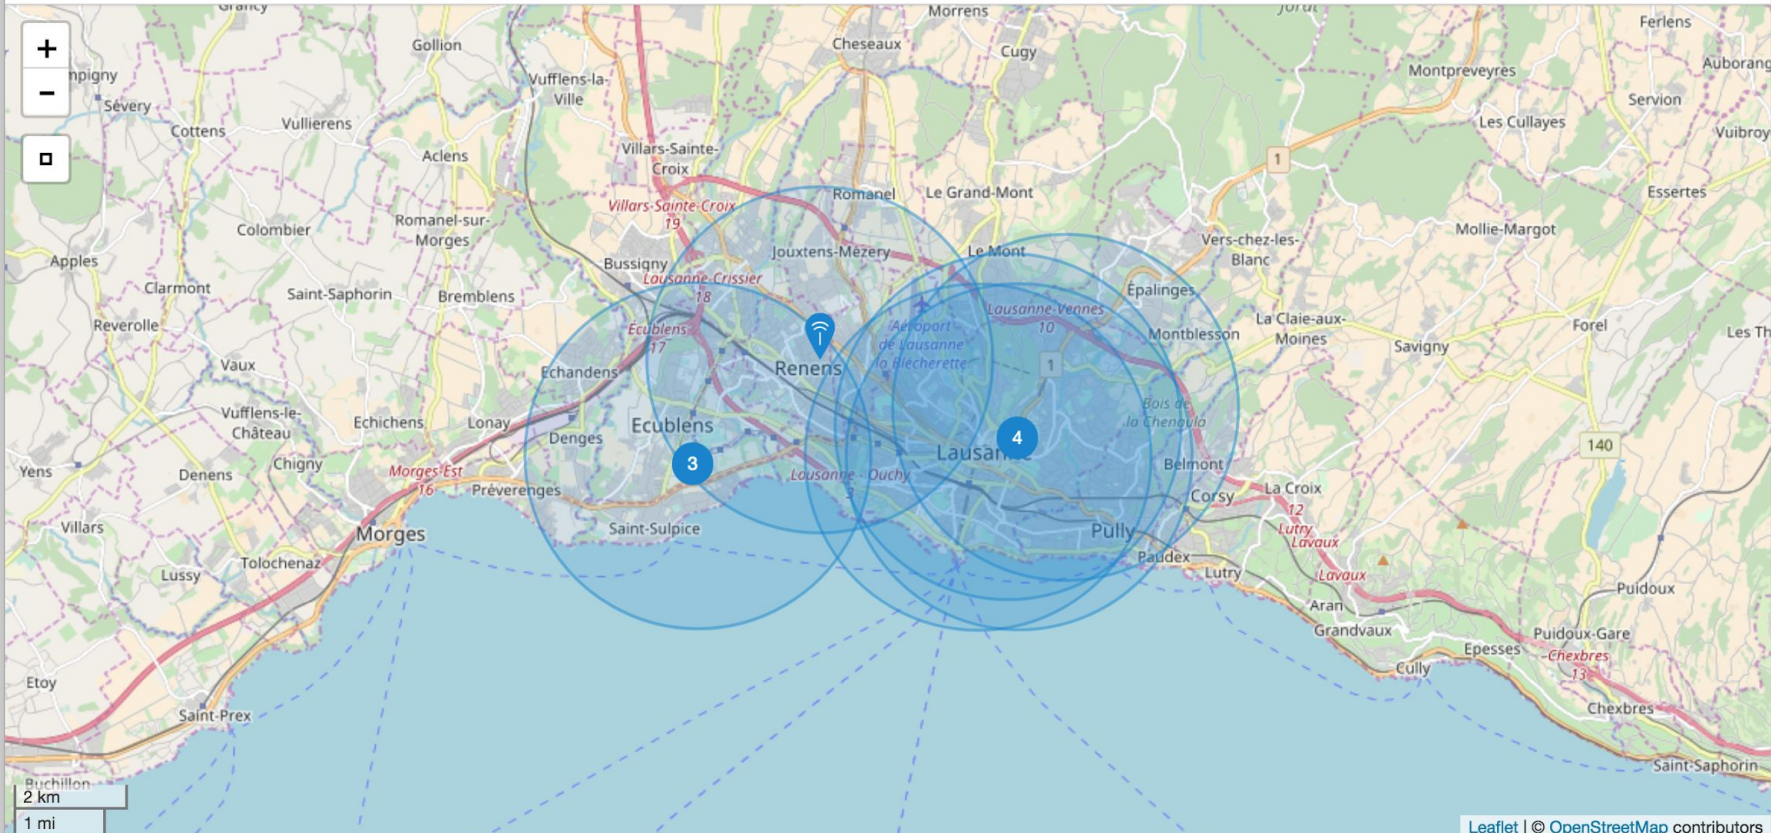 Grancy
Morrens
Jorat
Ferlens
+
Gollion
Cheseaux
Cugy
mpigny
Vufflens-la-
Ville
Montpreveyres
Auborang
−
Sévery
Servion
Cottens
Vullierens
Les Cullayes
Vuibroy
Aclens
Villars-Sainte-
Croix
1
Romanel
Le Grand-Mont
Essertes
Villars-Sainte-Croix
19
Romanel-sur-
Morges
Colombier
Mollie-Margot
Apples
Bussigny
Jouxtens-Mézery
Le Mont
Vers-chez-les-
Blanc
Lausanne-Crissier
18
Clarmont
Saint-Saphorin
Bremblens
Épalinges
Lausanne-Vennes
10
Reverolle
Ecublens
17
Aéroport
de Lausanne
la Blécherette
Montblesson
La Claie-aux-
Moines
Forel
Les Th
Savigny
Vaux
Echandens
Renens
1
Vufflens-le-
Château
Echichens
Lonay
Ecublens
Bois de
la Chenaula
Denges
4
140
Lausanne
Yens
Denens
Chigny
Morges-Est
16
3
Lausanne - Ouchy
3
Belmont
Préverenges
Corsy
La Croix
12
Villars
Morges
Saint-Sulpice
Pully
Lutry
Lavaux
Tolochenaz
Paudex
Lussy
Lutry
Lavaux
Puidoux
Aran
Grandvaux
Puidoux-Gare
Epesses
Chexbres
13
Etoy
Cully
Saint-Prex
Chexbres
Saint-Saphorin
Buchillon
2 km
1 mi
Leaflet | © OpenStreetMap contributors